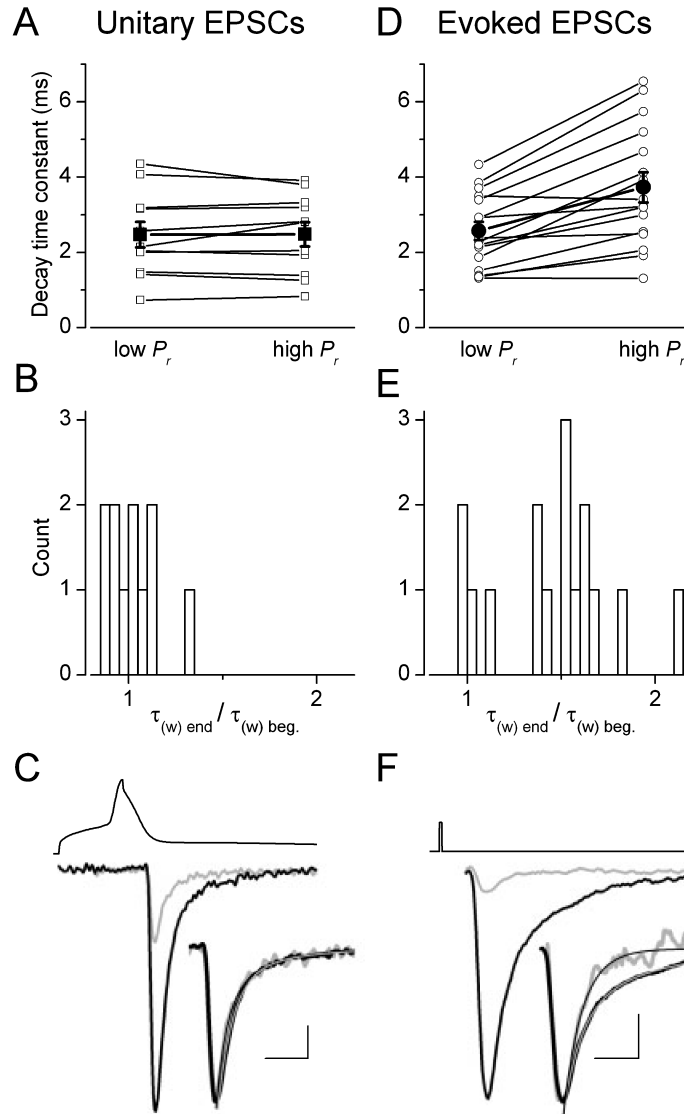 A Unitary EPSCs
D Evoked EPSCs
Decay time constant (ms)
6
4
2
0
low Pr
high Pr
6
4
2
0
low Pr
high Pr
B
Count
3
2
1
0
1
2
τ(w) end / τ(w) beg.
E
3
2
1
0
1
2
τ(w) end / τ(w) beg.
C
F